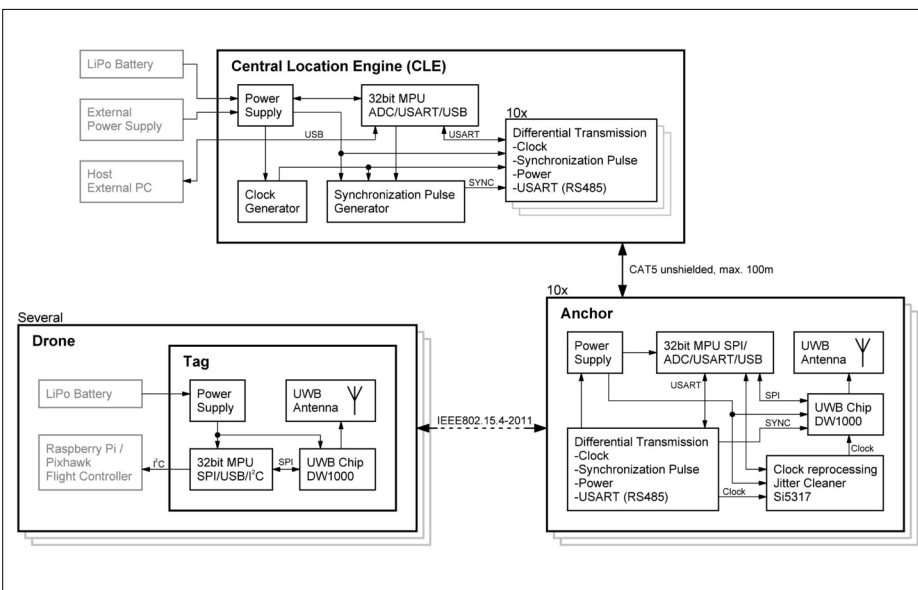 Central Location Engine (CLE)
LiPo Battery
External
Power Supply
Host
External PC
Power
Supply
32bit MPU
ADC/USART/USB
USB
USART
10x
Differential Transmission
-Clock
-Synchronization Pulse
-Power
-USART (RS485)
Clock
Generator
Synchronization Pulse
Generator
SYNC
CAT5 unshielded, max. 100m
Several
Drone
Tag
LiPo Battery
Power
Supply
UWB
Antenna
Raspberry Pi /
Pixhawk
Flight Controller
I²C
32bit MPU
SPI/USB/I²C
SPI
UWB Chip
DW1000
IEEE802.15.4-2011
10x
Anchor
Power
Supply
32bit MPU SPI/
ADC/USART/USB
UWB
Antenna
USART
SPI
UWB Chip
DW1000
SYNC
Differential Transmission
-Clock
-Synchronization Pulse
-Power
-USART (RS485)
Clock
Clock
Clock reprocessing
Jitter Cleaner
Si5317